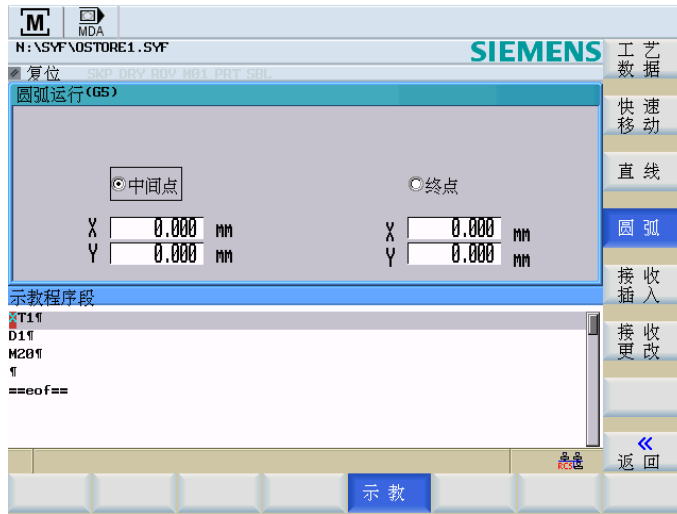 M
MDA
N:\SYF\OSTORE1.SYF
SIEMENS
复位 SKP DRY ROV M01 PRT SBL
圆弧运行(G5)
中间点
终点
X 0.000 mm
X 0.000 mm
Y 0.000 mm
Y 0.000 mm
示教程序段
T1¶
D1¶
M20¶
¶
==eof==
RCS
示教
工艺
数据
快速
移动
直线
圆弧
接收
插入
接收
更改
«
返回